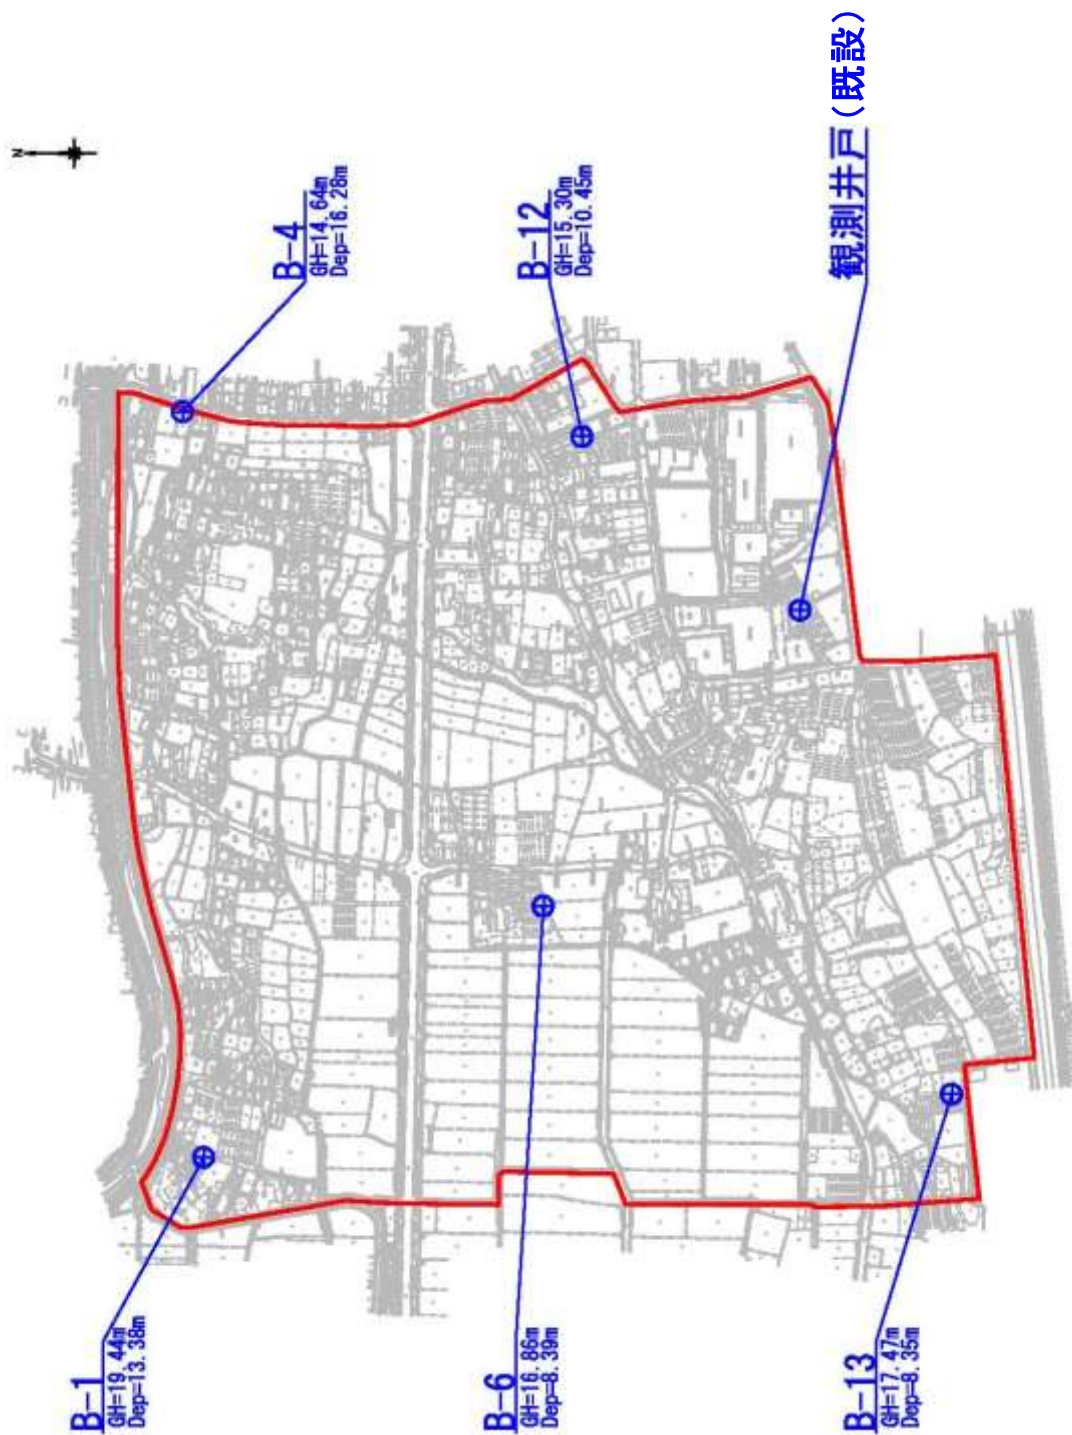 N
B-4
GH=14.64m
Dep=16.28m
B-12
GH=15.30m
Dep=10.45m
観測井戸(既設)
B-1
GH=19.44m
Dep=13.38m
B-6
GH=16.86m
Dep=8.39m
B-13
GH=17.47m
Dep=8.35m